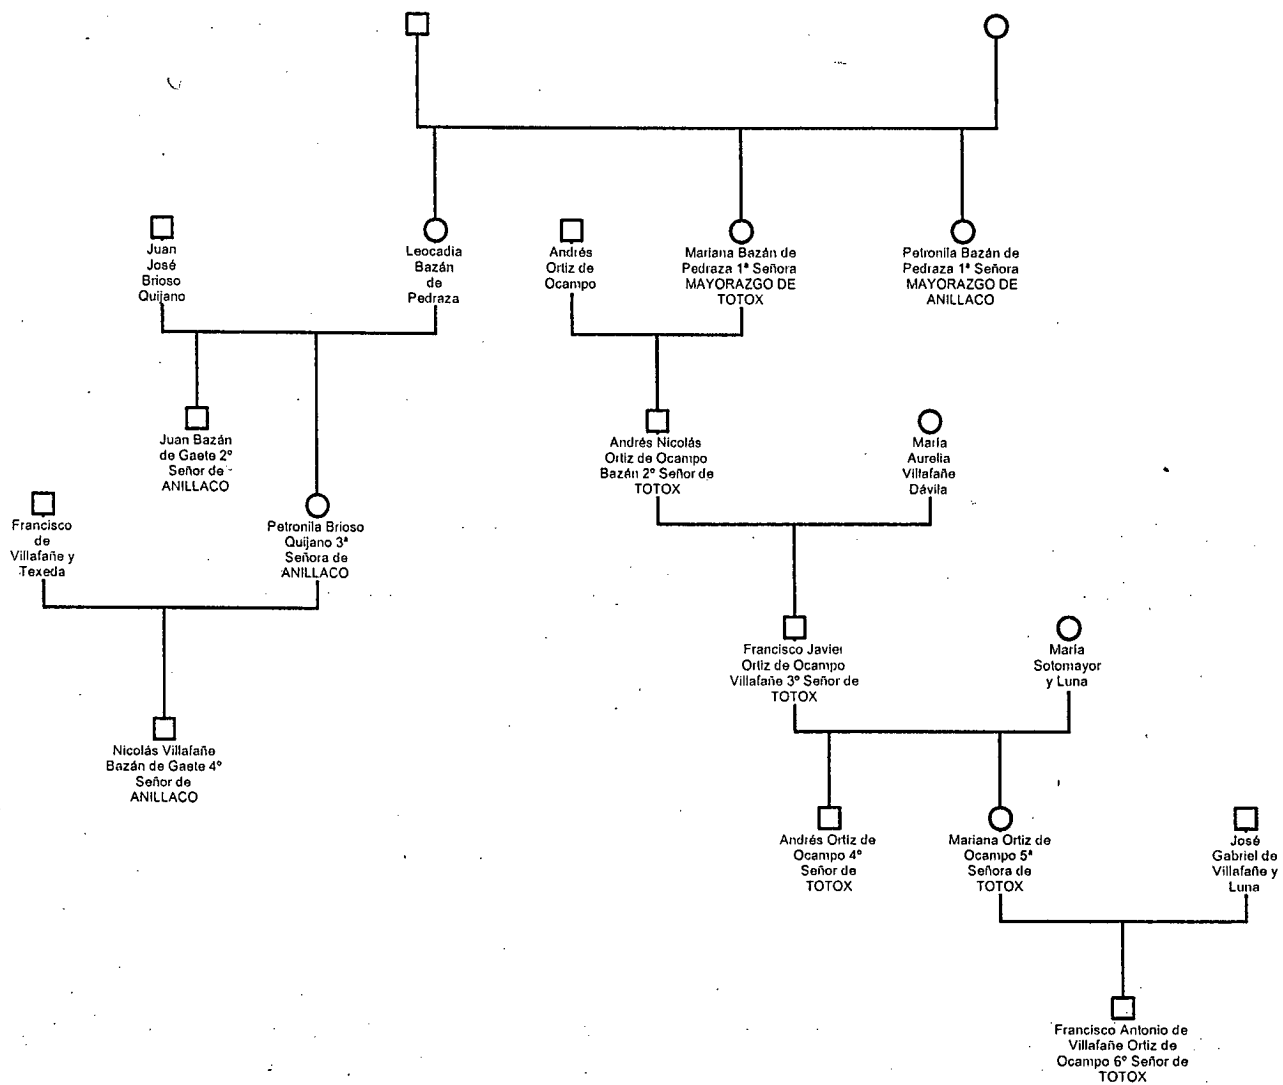 Juan
José
Brioso
Quijano
Leocadia
Bazán
de
Pedraza
Andrés
Ortiz de
Ocampo
Mariana Bazán de
Pedraza 1ª Señora
MAYORAZGO DE
TOTOX
Petronila Bazán de
Pedraza 1ª Señora
MAYORAZGO DE
ANILLACO
Juan Bazán
de Gaete 2º
Señor de
ANILLACO
Andrés Nicolás
Ortiz de Ocampo
Bazán 2º Señor de
TOTOX
María
Aurelia
Villafañe
Dávila
Francisco
de
Villafañe y
Texeda
Petronila Brioso
Quijano 3ª
Señora de
ANILLACO
Francisco Javier
Ortiz de Ocampo
Villafañe 3º Señor de
TOTOX
María
Sotomayor
y Luna
Nicolás Villafañe
Bazán de Gaete 4º
Señor de
ANILLACO
Andrés Ortiz de
Ocampo 4º
Señor de
TOTOX
Mariana Ortiz de
Ocampo 5ª
Señora de
TOTOX
José
Gabriel de
Villafañe y
Luna
Francisco Antonio de
Villafañe Ortiz de
Ocampo 6º Señor de
TOTOX